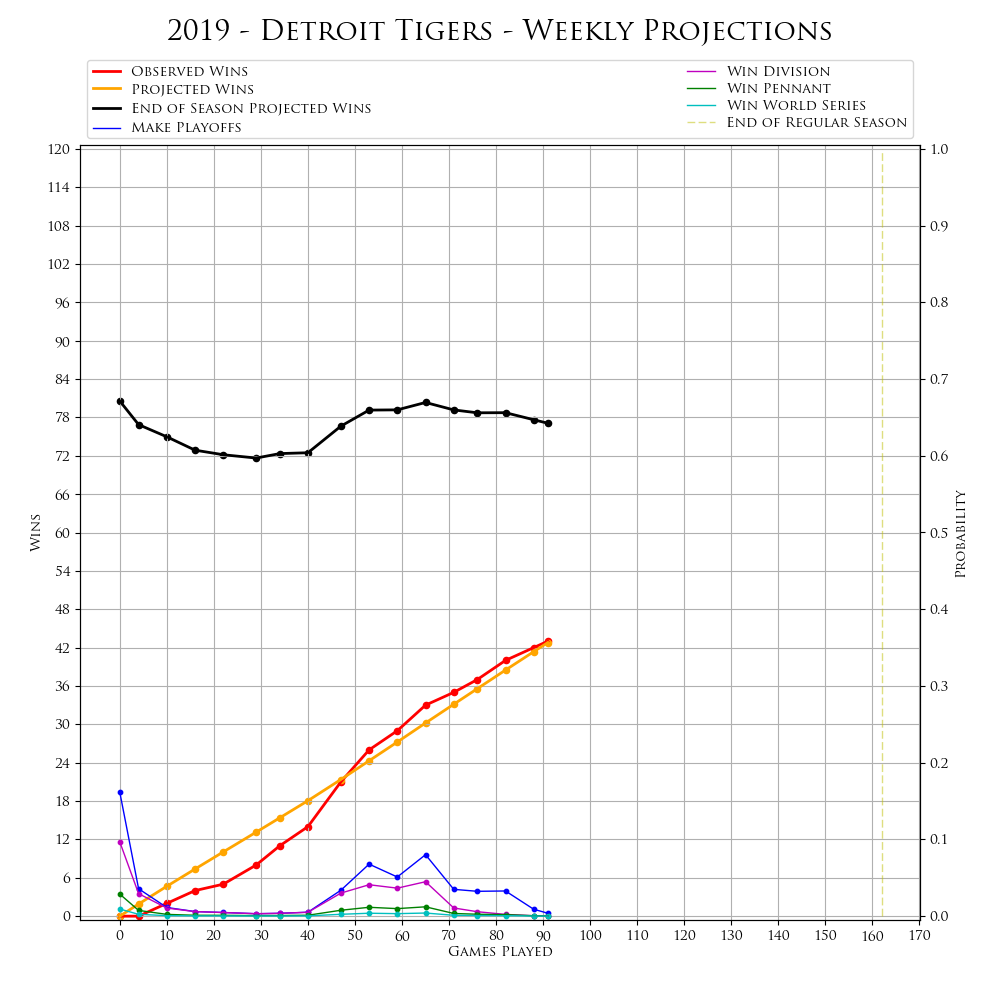 2019 - Detroit Tigers - Weekly Projections
Observed Wins
Projected Wins
End of Season Projected Wins
Make Playoffs
Win Division
Win Pennant
Win World Series
End of Regular Season
120
114
108
102
96
90
84
78
72
66
60
54
48
42
36
30
24
18
12
6
0
Wins
1.0
0.9
0.8
0.7
0.6
0.5
0.4
0.3
0.2
0.1
0.0
Probability
0 10 20 30 40 50 60 70 80 90 100 110 120 130 140 150 160 170
Games Played